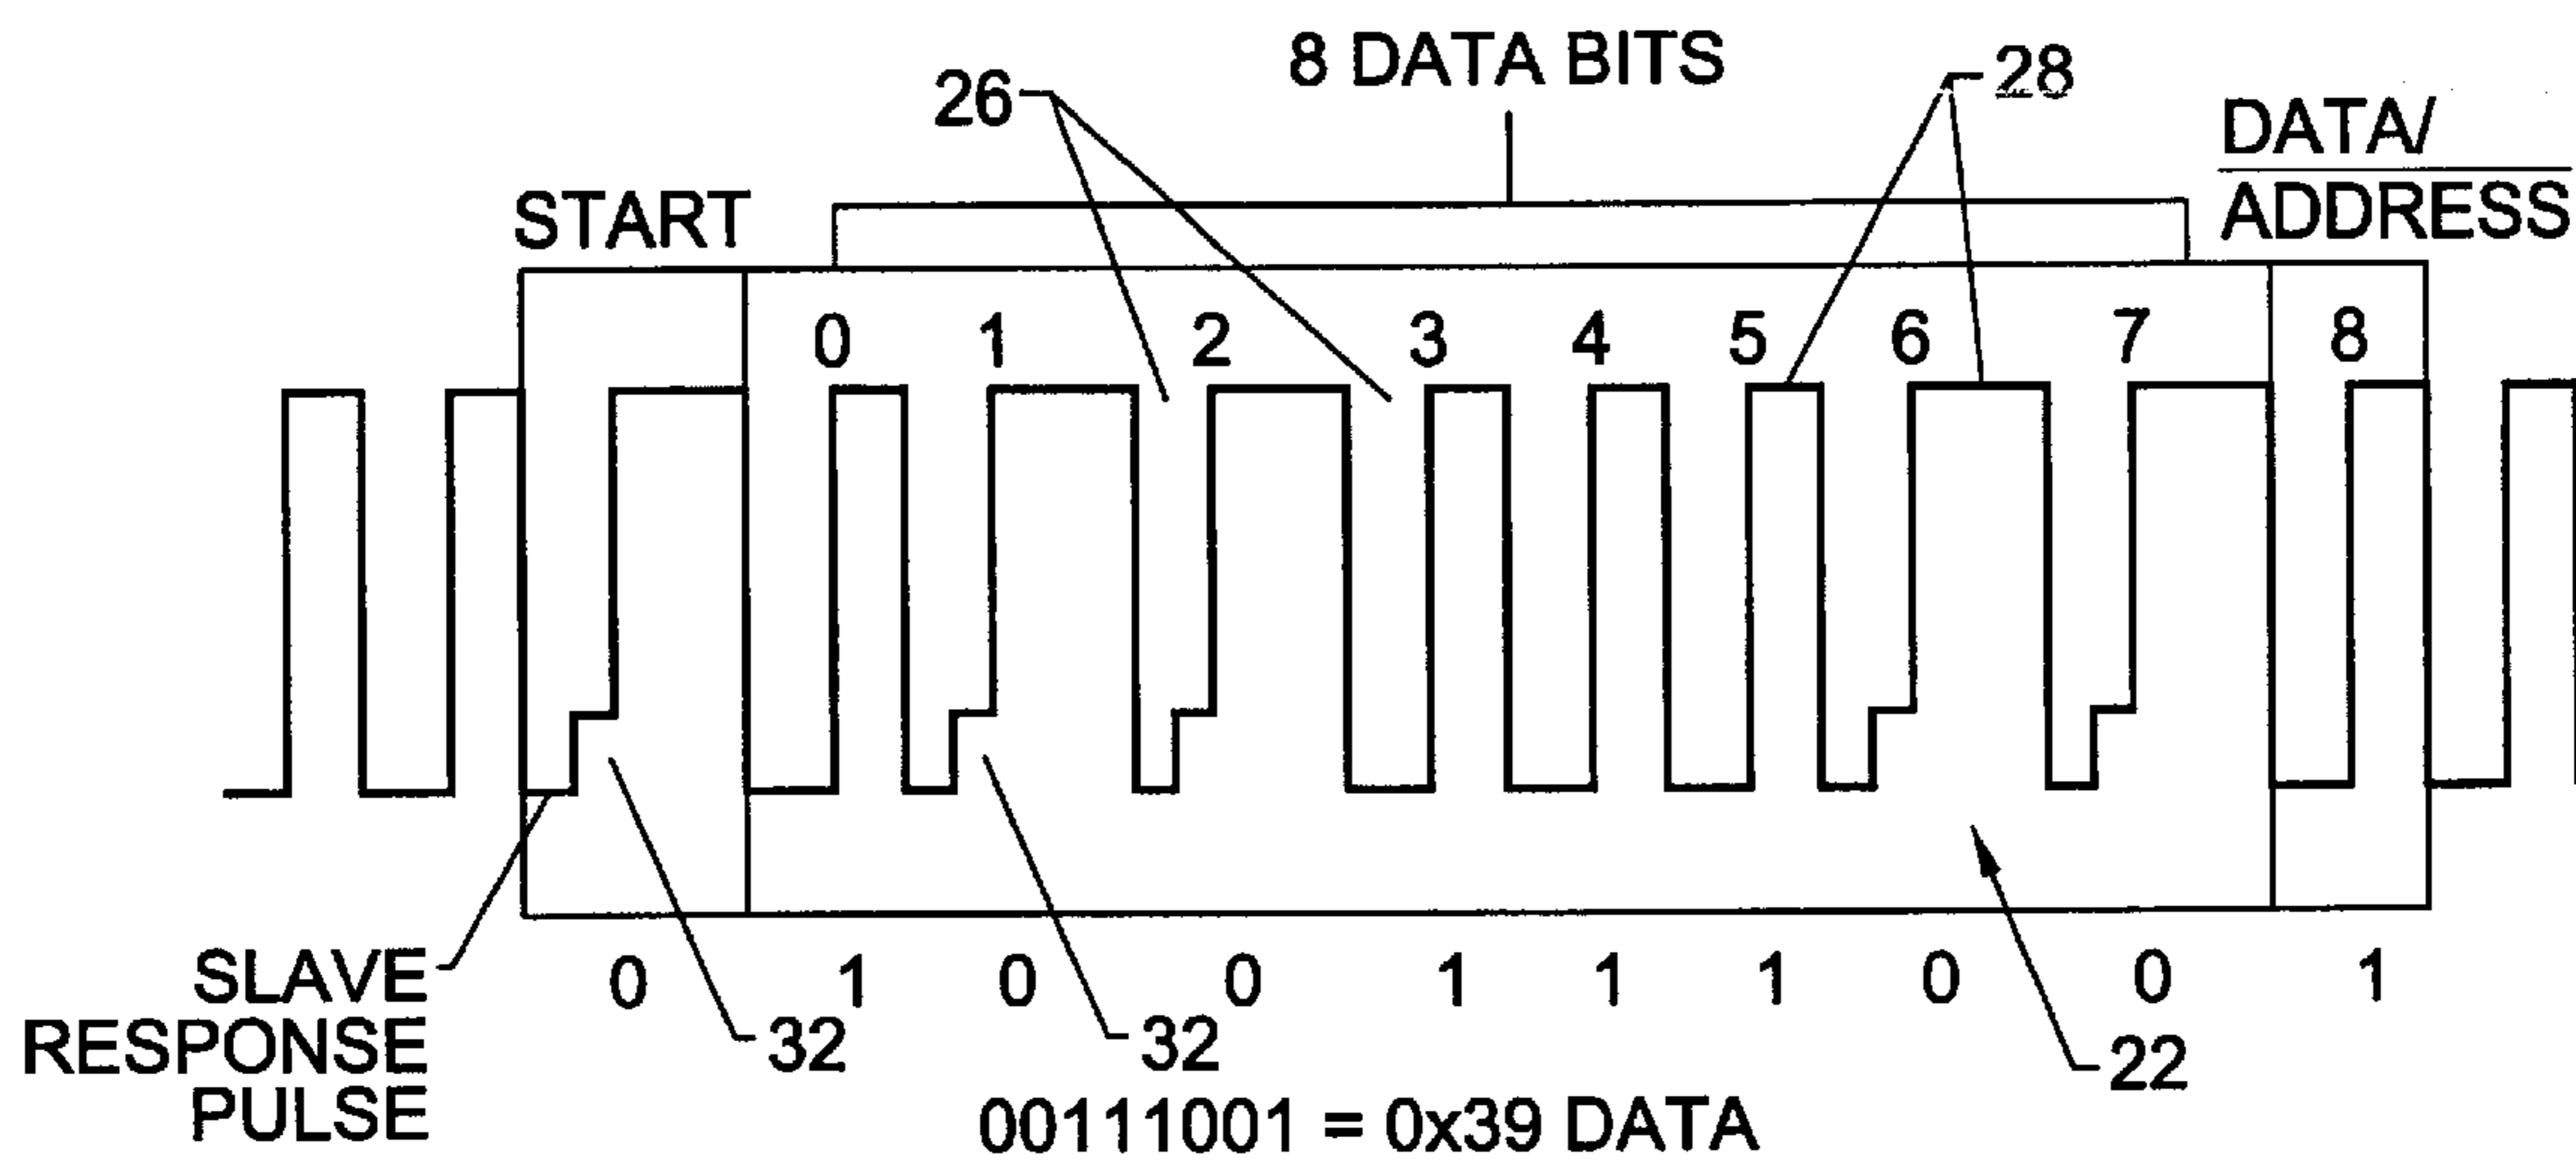 8 DATA BITS
26
28
DATA/
ADDRESS
START
0 1 2 3 4 5 6 7 8
SLAVE
RESPONSE
PULSE
0 1 0 0 1 1 1 0 0 1
32
32
22
00111001 = 0x39 DATA